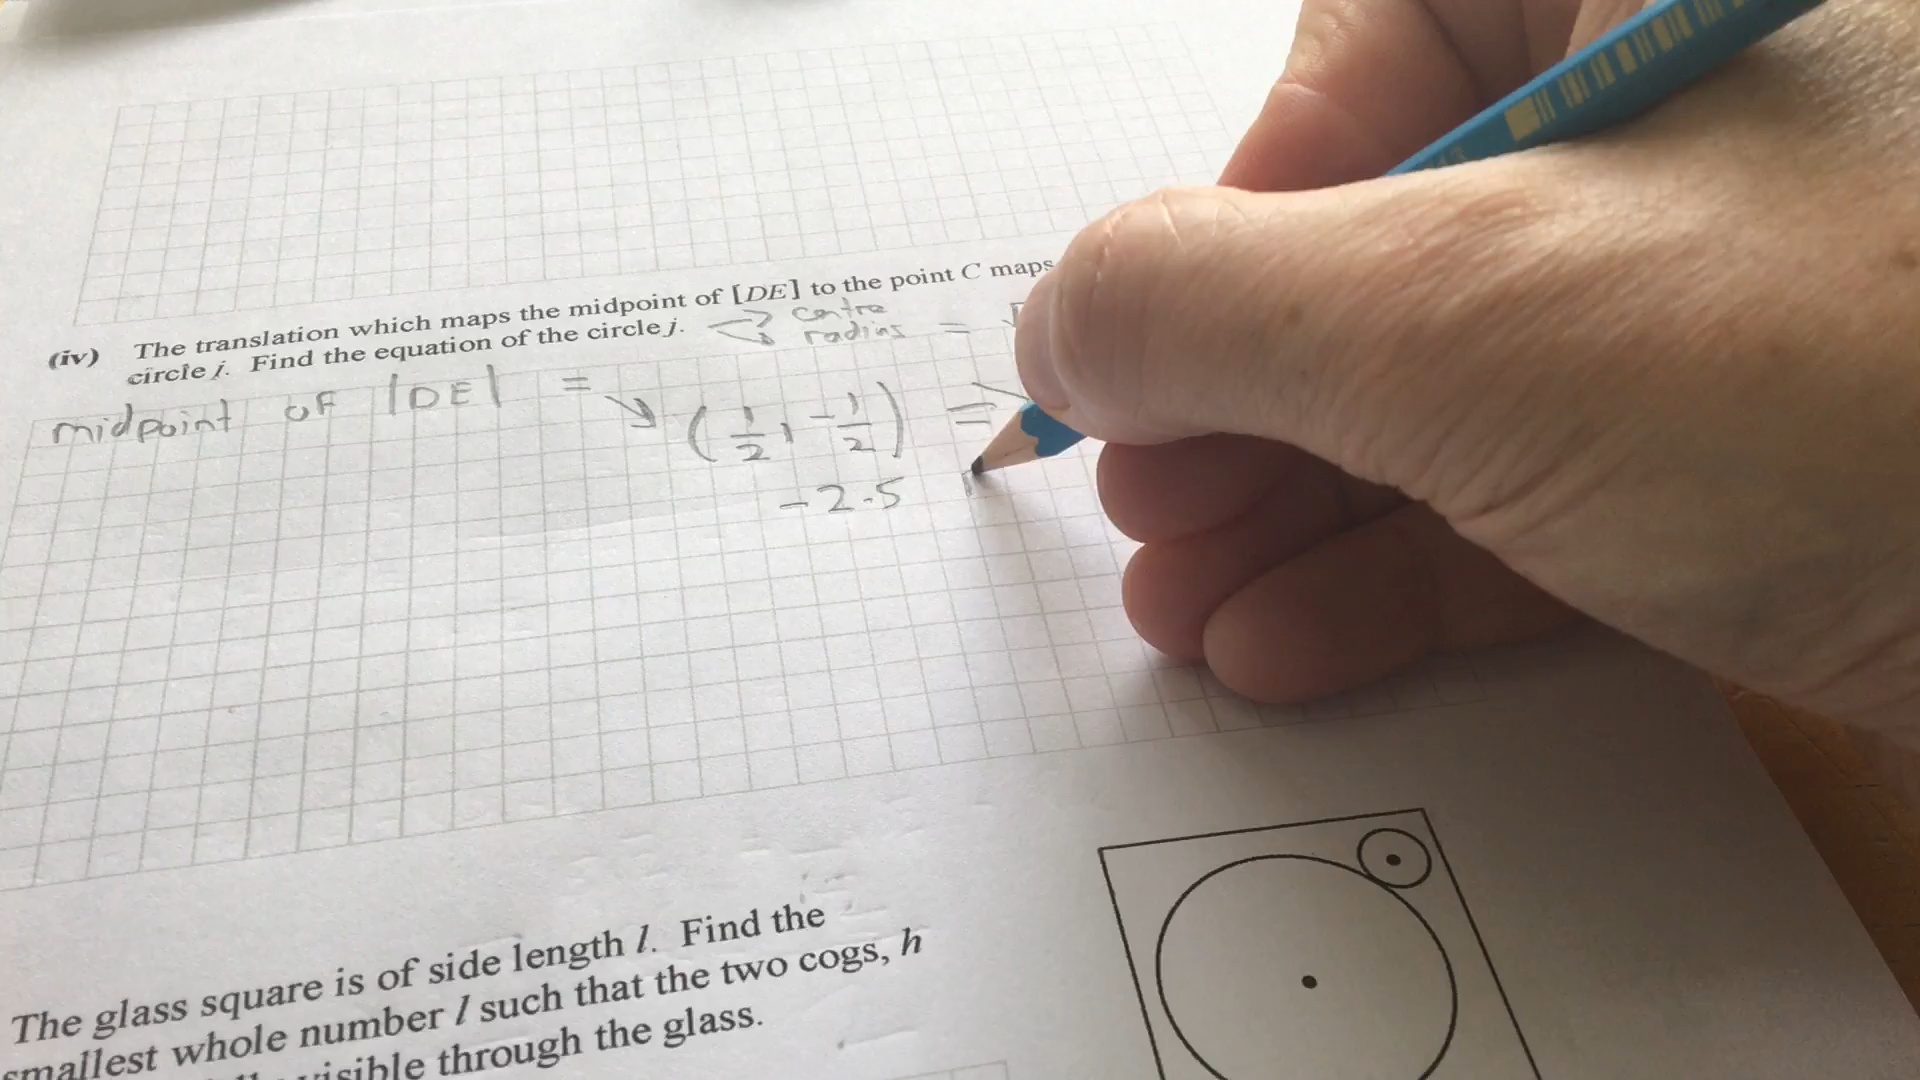 (iv) The translation which maps the midpoint of [DE] to the point C maps
circle i. Find the equation of the circle j.
centre
radius =
midpoint of |DE| = (1/2, -1/2) =>
-2.5
The glass square is of side length l. Find the
smallest whole number l such that the two cogs, h
visible through the glass.